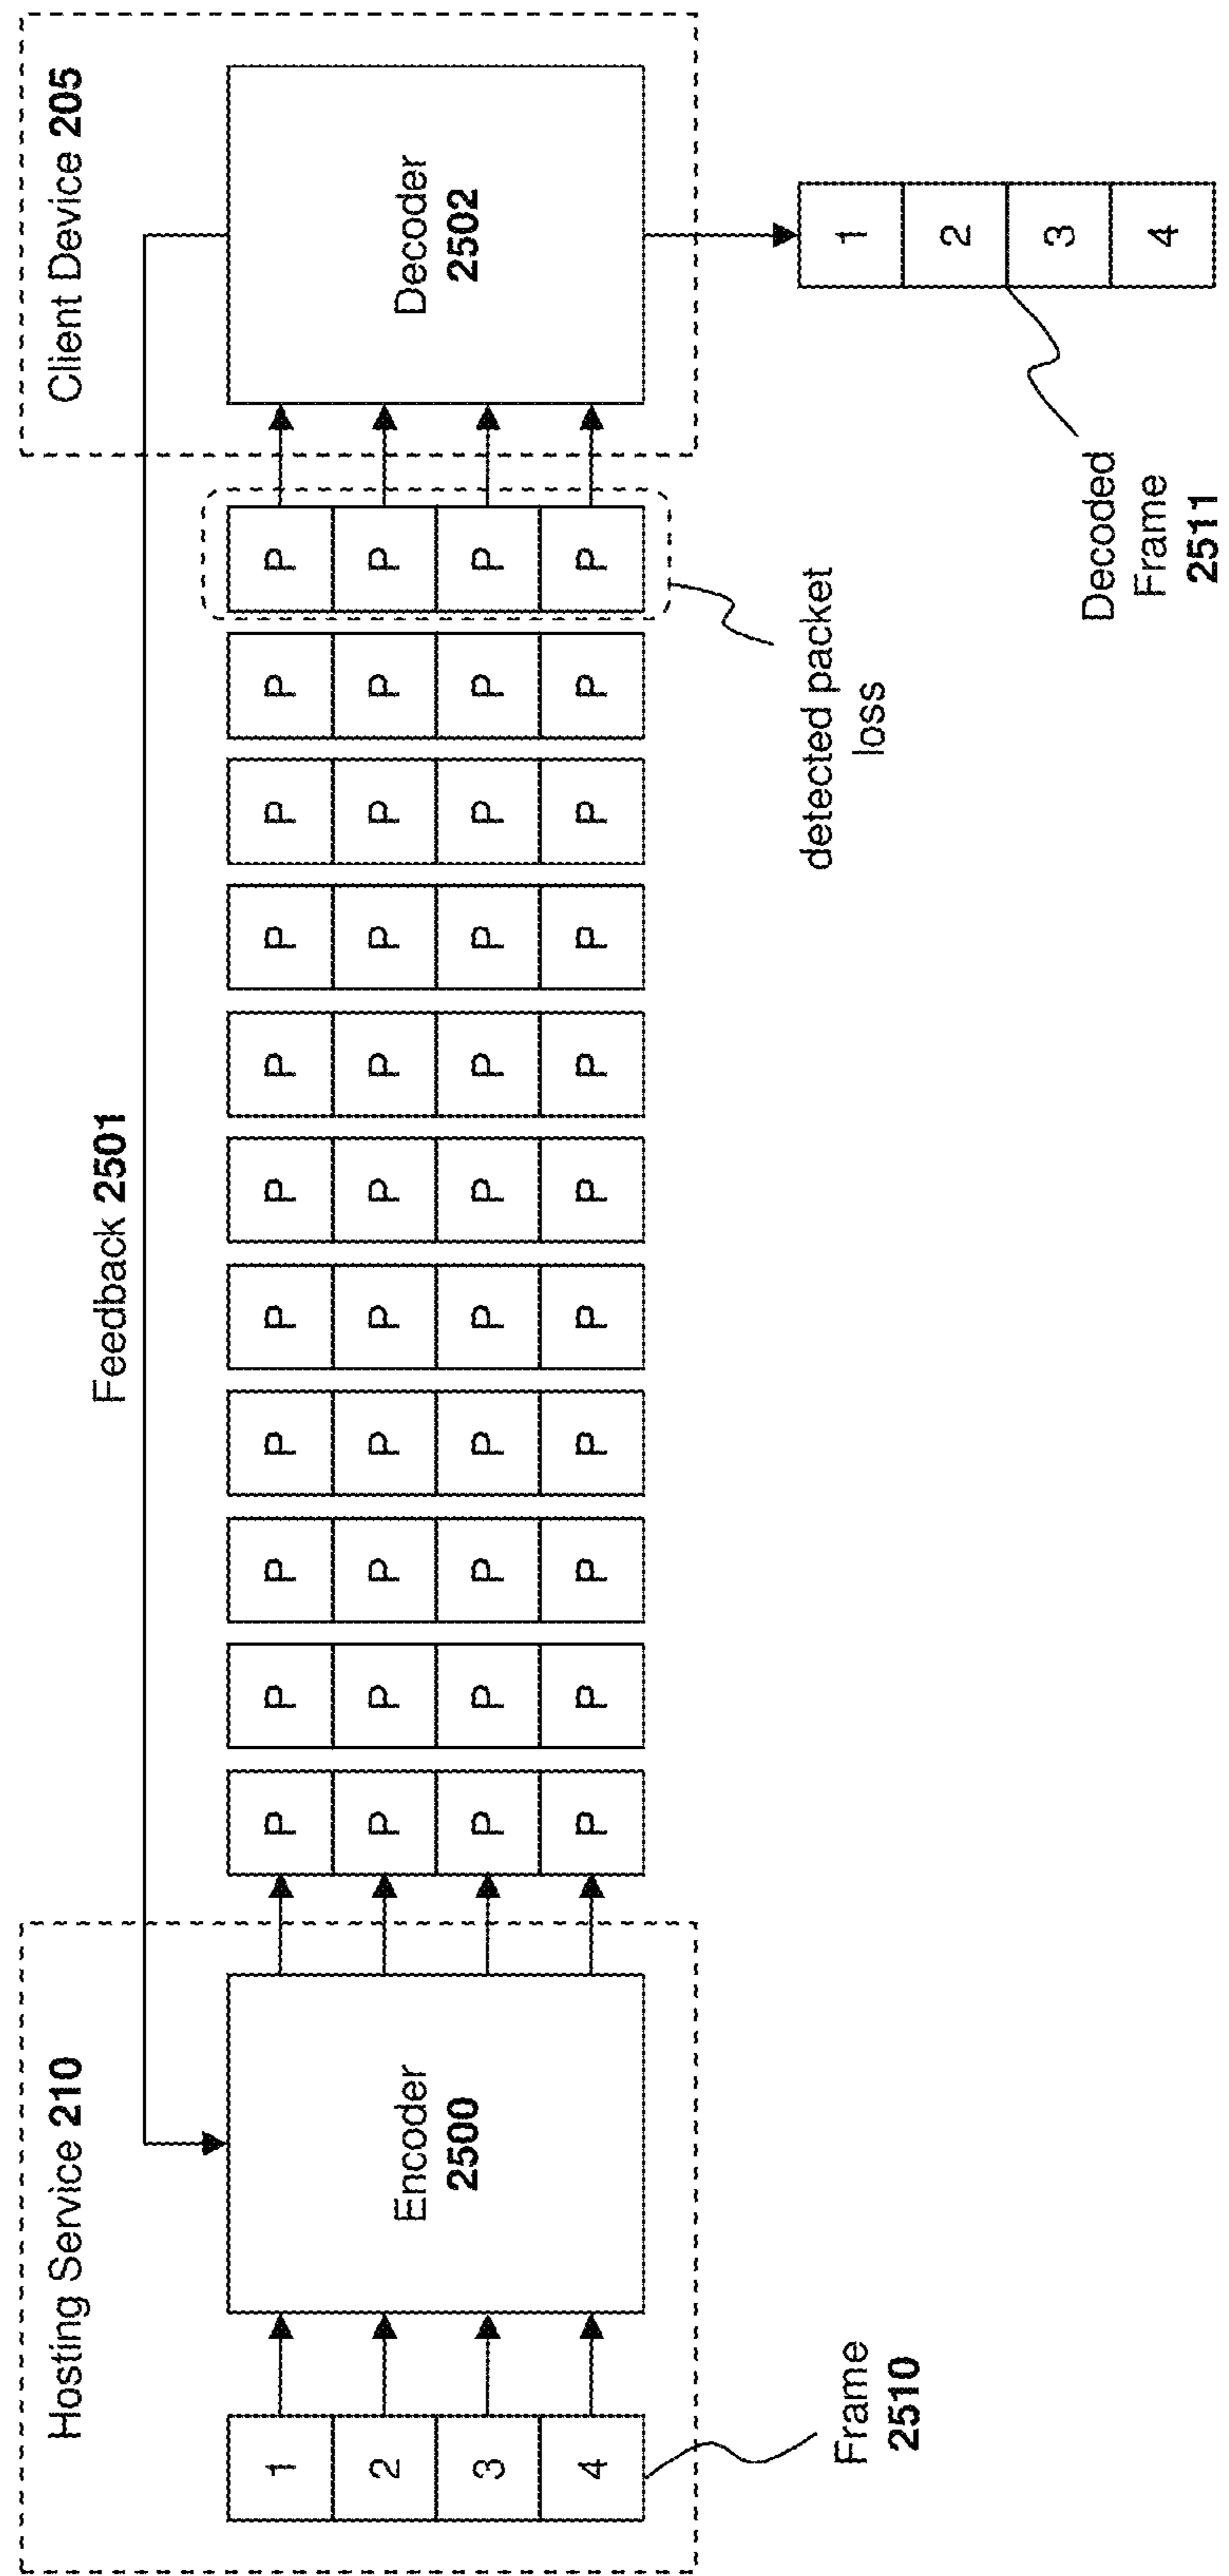 Feedback 2501
Hosting Service 210
Client Device 205
1
2
3
4
Encoder
2500
P P P P P P P P P P P
P P P P P P P P P P P
P P P P P P P P P P P
P P P P P P P P P P P
Decoder
2502
Frame
2510
detected packet
loss
1
2
3
4
Decoded
Frame
2511